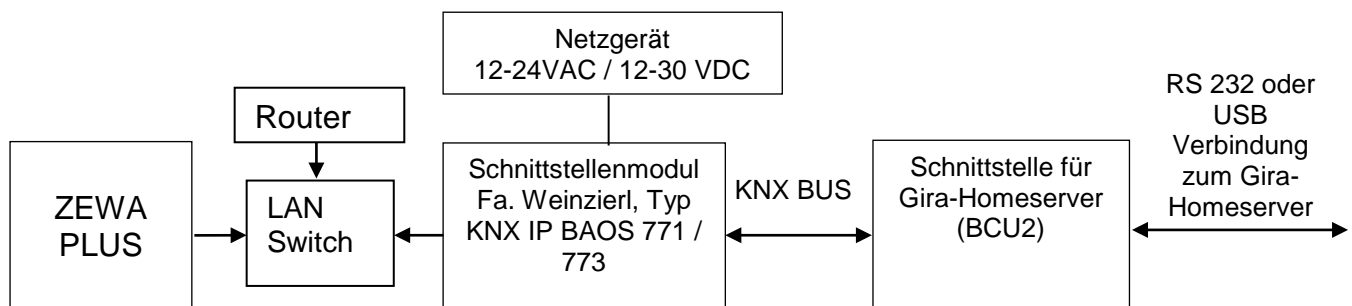 Netzgerät
12-24VAC / 12-30 VDC
Router
ZEWA
PLUS
LAN
Switch
Schnittstellenmodul
Fa. Weinzierl, Typ
KNX IP BAOS 771 /
773
KNX BUS
Schnittstelle für
Gira-Homeserver
(BCU2)
RS 232 oder
USB
Verbindung
zum Gira-
Homeserver